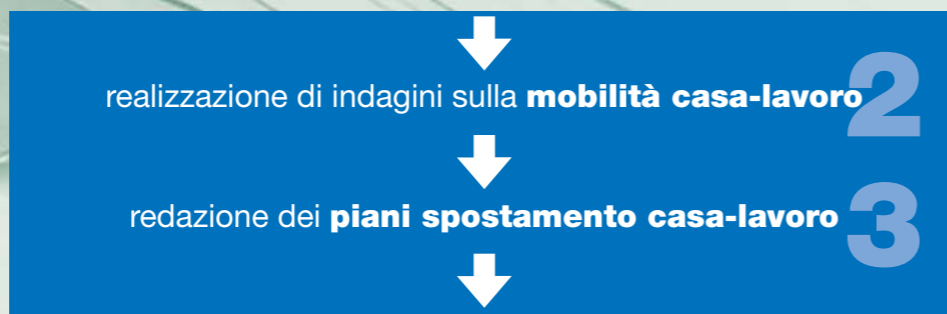 realizzazione di indagini sulla mobilità casa-lavoro 2
redazione dei piani spostamento casa-lavoro 3